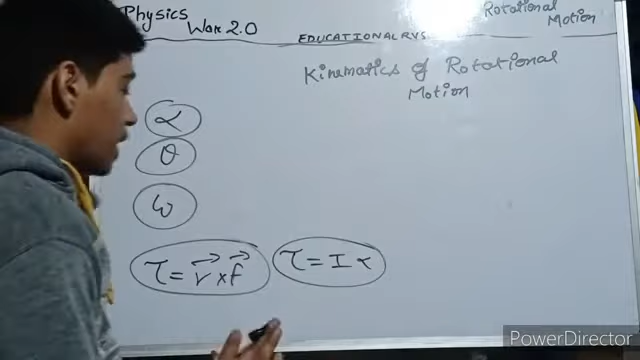 Physics
War 2.0
EDUCATIONAL RVS
Rotational
Motion
Kinematics of Rotational
Motion
α
θ
ω
τ = r⃗ × f⃗
τ = I α
PowerDirector